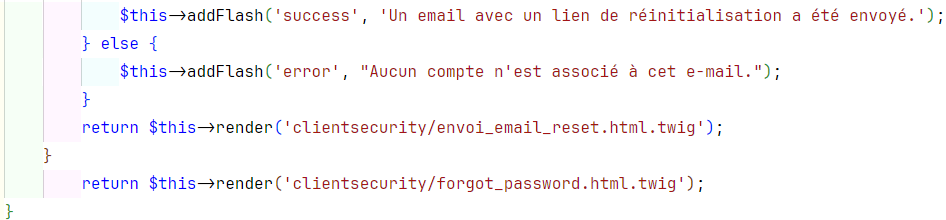 $this->addFlash('success', 'Un email avec un lien de réinitialisation a été envoyé.');
} else {
$this->addFlash('error', "Aucun compte n'est associé à cet e-mail.");
}
return $this->render('clientsecurity/envoi_email_reset.html.twig');
}
return $this->render('clientsecurity/forgot_password.html.twig');
}